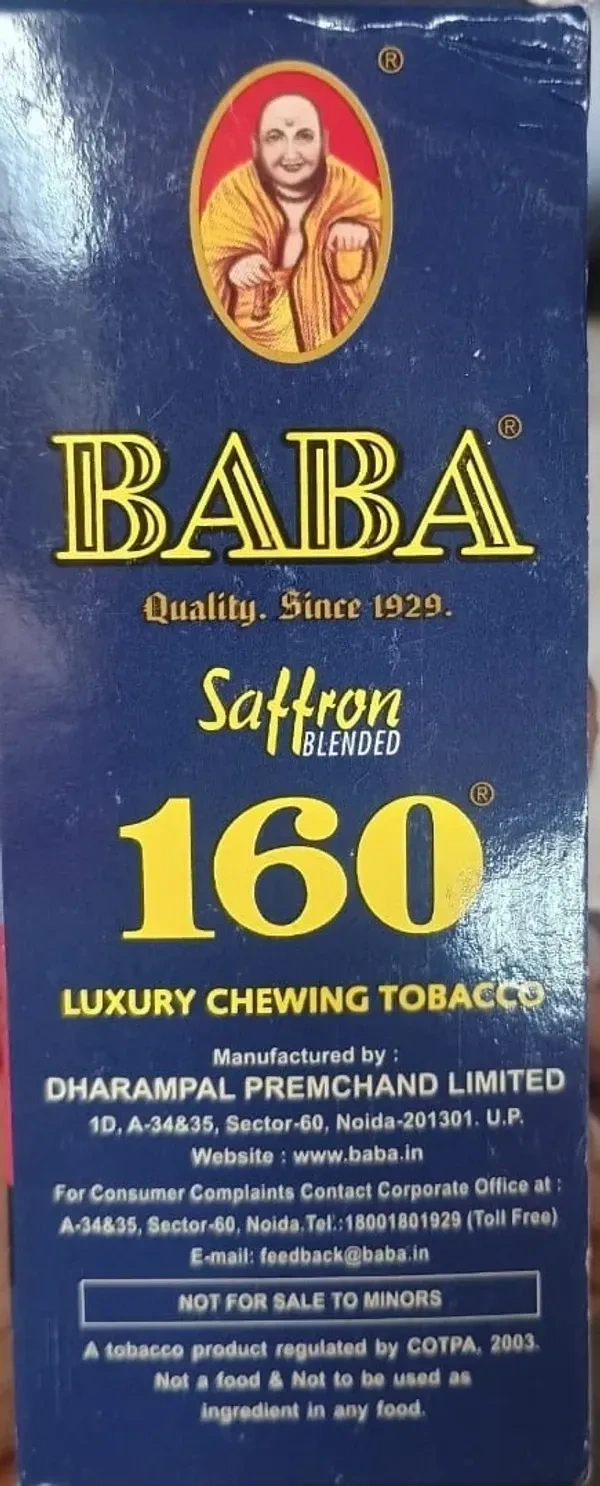 ®
BABA®
Quality. Since 1929.
Saffron
BLENDED
160®
LUXURY CHEWING TOBACCO
Manufactured by :
DHARAMPAL PREMCHAND LIMITED
1D, A-34&35, Sector-60, Noida-201301. U.P.
Website : www.baba.in
For Consumer Complaints Contact Corporate Office at :
A-34&35, Sector-60, Noida.Tel.:18001801929 (Toll Free)
E-mail: feedback@baba.in
NOT FOR SALE TO MINORS
A tobacco product regulated by COTPA, 2003.
Not a food & Not to be used as
ingredient in any food.